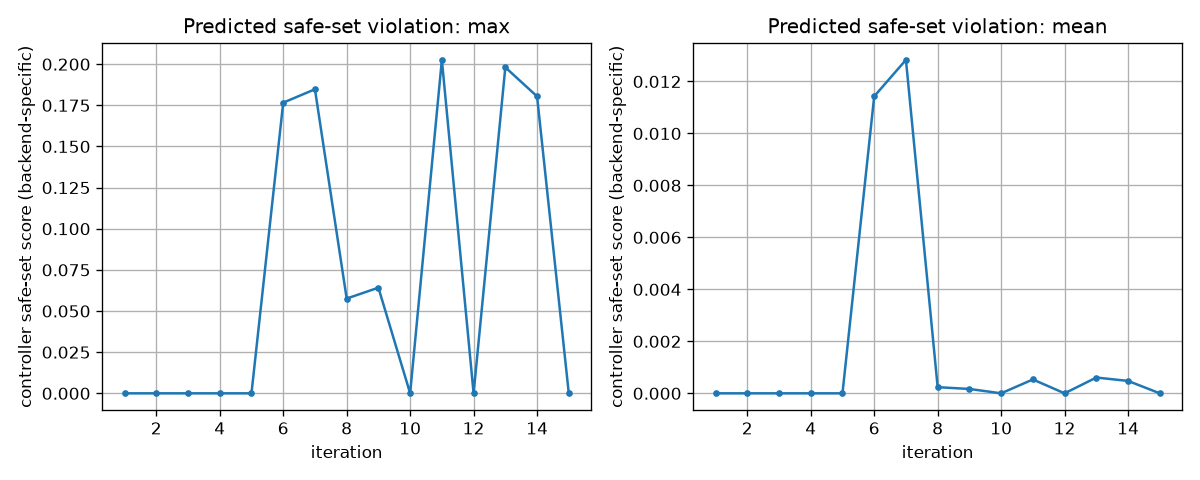 Predicted safe-set violation: max
controller safe-set score (backend-specific)
0.200
0.175
0.150
0.125
0.100
0.075
0.050
0.025
0.000
2 4 6 8 10 12 14
iteration
Predicted safe-set violation: mean
controller safe-set score (backend-specific)
0.012
0.010
0.008
0.006
0.004
0.002
0.000
2 4 6 8 10 12 14
iteration